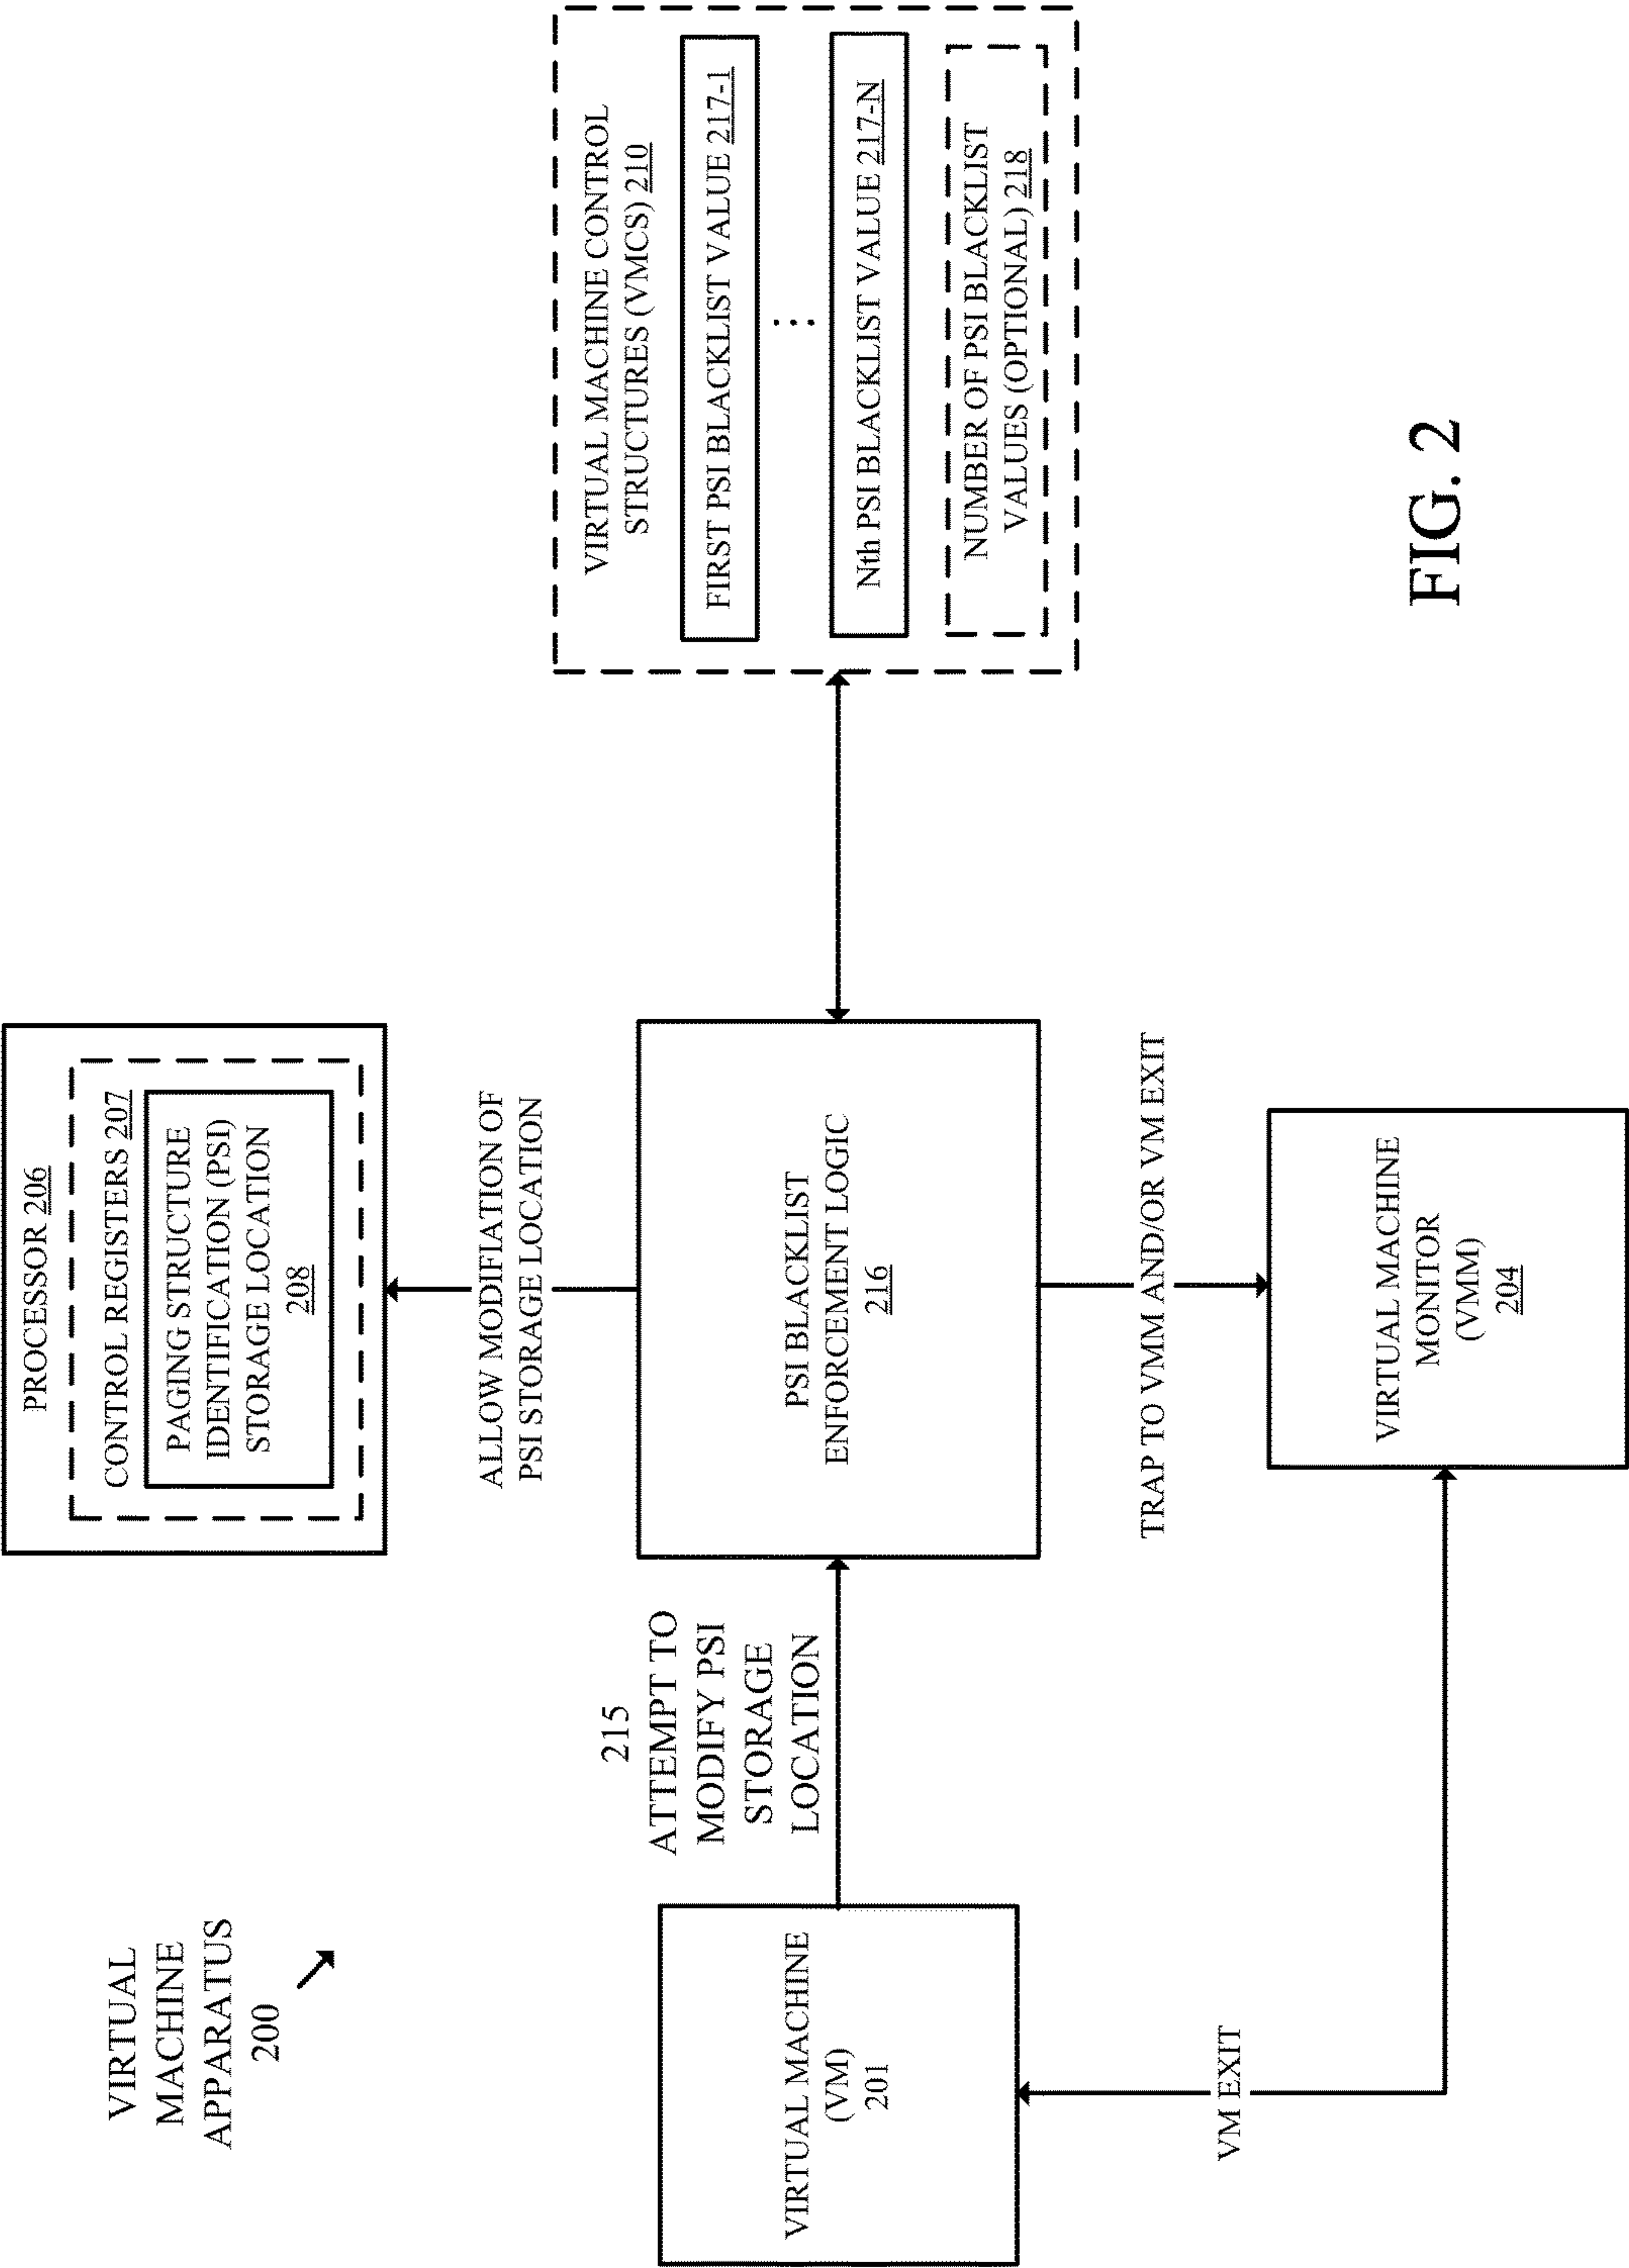 VIRTUAL
MACHINE
APPARATUS
200
PROCESSOR 206
CONTROL REGISTERS 207
PAGING STRUCTURE
IDENTIFICATION (PSI)
STORAGE LOCATION
208
ALLOW MODIFIATION OF
PSI STORAGE LOCATION
VIRTUAL MACHINE
(VM)
201
215
ATTEMPT TO
MODIFY PSI
STORAGE
LOCATION
PSI BLACKLIST
ENFORCEMENT LOGIC
216
VIRTUAL MACHINE CONTROL
STRUCTURES (VMCS) 210
FIRST PSI BLACKLIST VALUE 217-1
...
Nth PSI BLACKLIST VALUE 217-N
NUMBER OF PSI BLACKLIST
VALUES (OPTIONAL) 218
TRAP TO VMM AND/OR VM EXIT
VM EXIT
VIRTUAL MACHINE
MONITOR
(VMM)
204
FIG. 2